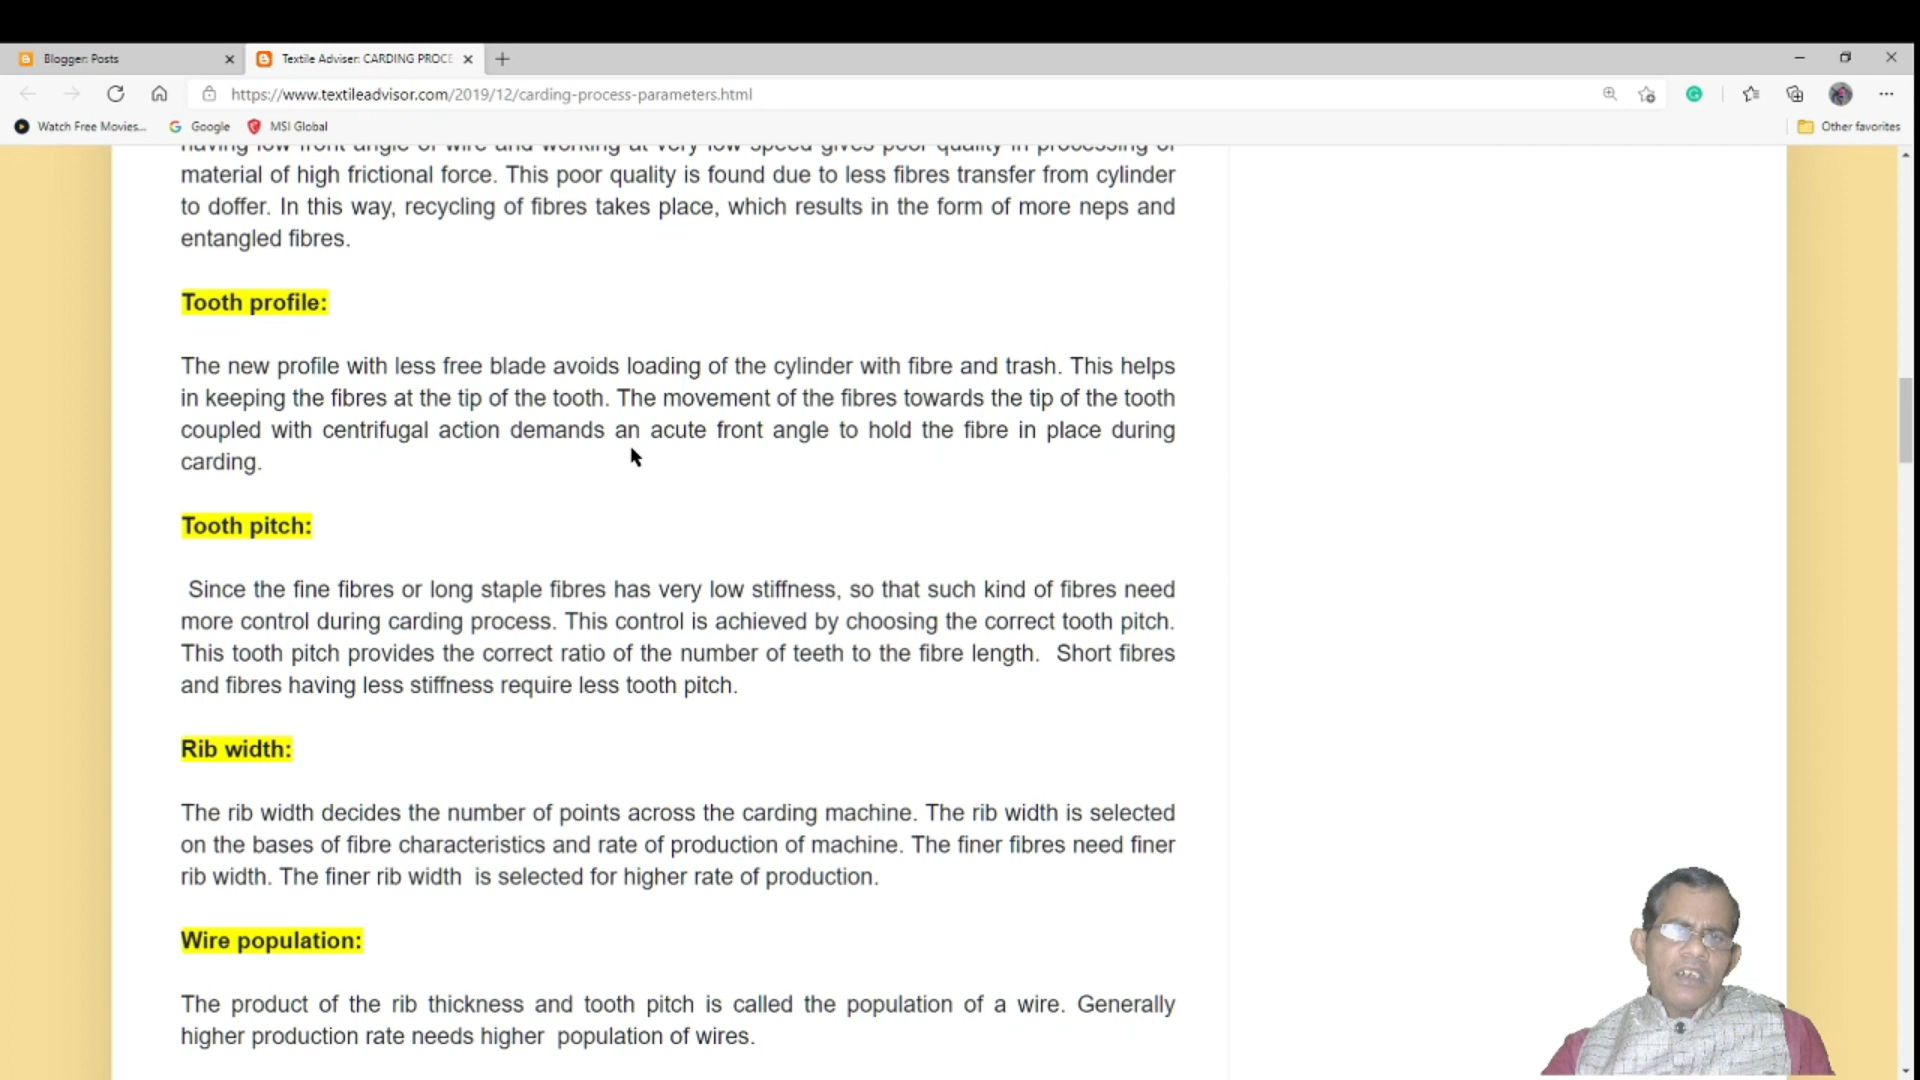 Blogger: Posts
Textile Adviser: CARDING PROCE
https://www.textileadvisor.com/2019/12/carding-process-parameters.html
Watch Free Movies...
Google
MSI Global
Other favorites
having low front angle of wire and working at very low speed gives poor quality in processing of
material of high frictional force. This poor quality is found due to less fibres transfer from cylinder
to doffer. In this way, recycling of fibres takes place, which results in the form of more neps and
entangled fibres.
Tooth profile:
The new profile with less free blade avoids loading of the cylinder with fibre and trash. This helps
in keeping the fibres at the tip of the tooth. The movement of the fibres towards the tip of the tooth
coupled with centrifugal action demands an acute front angle to hold the fibre in place during
carding.
Tooth pitch:
Since the fine fibres or long staple fibres has very low stiffness, so that such kind of fibres need
more control during carding process. This control is achieved by choosing the correct tooth pitch.
This tooth pitch provides the correct ratio of the number of teeth to the fibre length. Short fibres
and fibres having less stiffness require less tooth pitch.
Rib width:
The rib width decides the number of points across the carding machine. The rib width is selected
on the bases of fibre characteristics and rate of production of machine. The finer fibres need finer
rib width. The finer rib width is selected for higher rate of production.
Wire population:
The product of the rib thickness and tooth pitch is called the population of a wire. Generally
higher production rate needs higher population of wires.